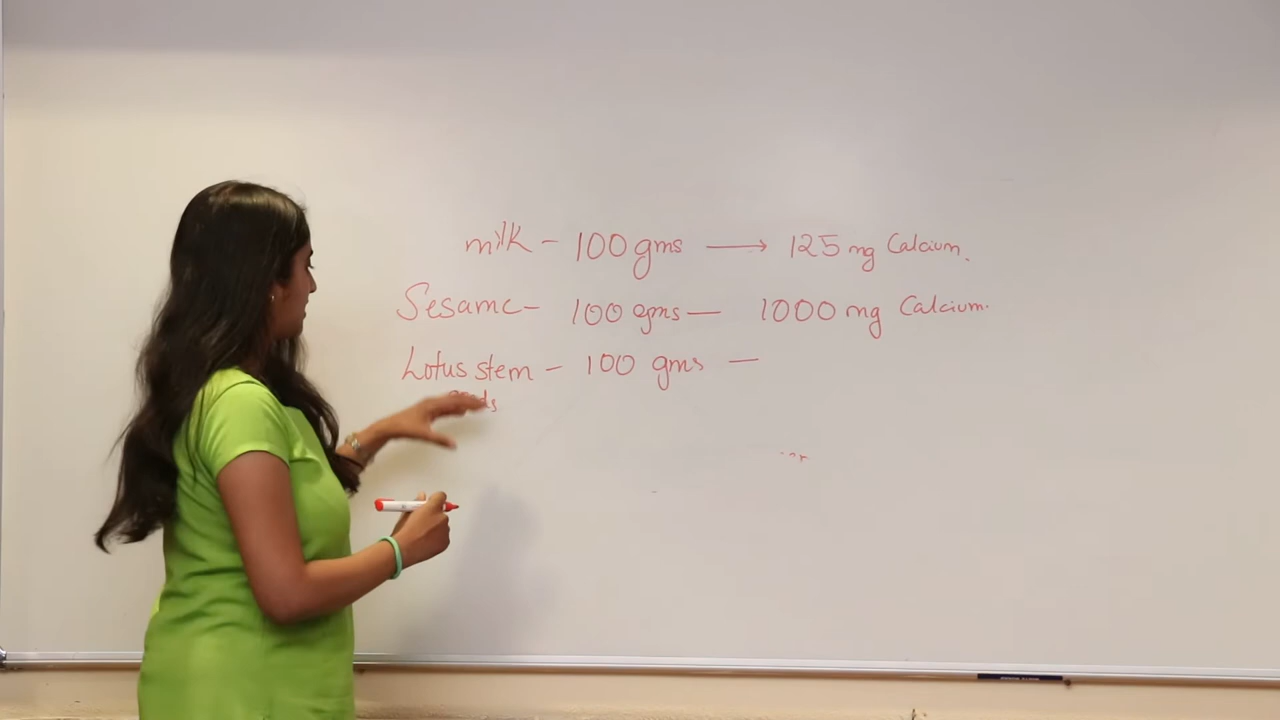 milk - 100 gms → 125 mg Calcium.
Sesame - 100 gms — 1000 mg Calcium.
Lotus stem - 100 gms —